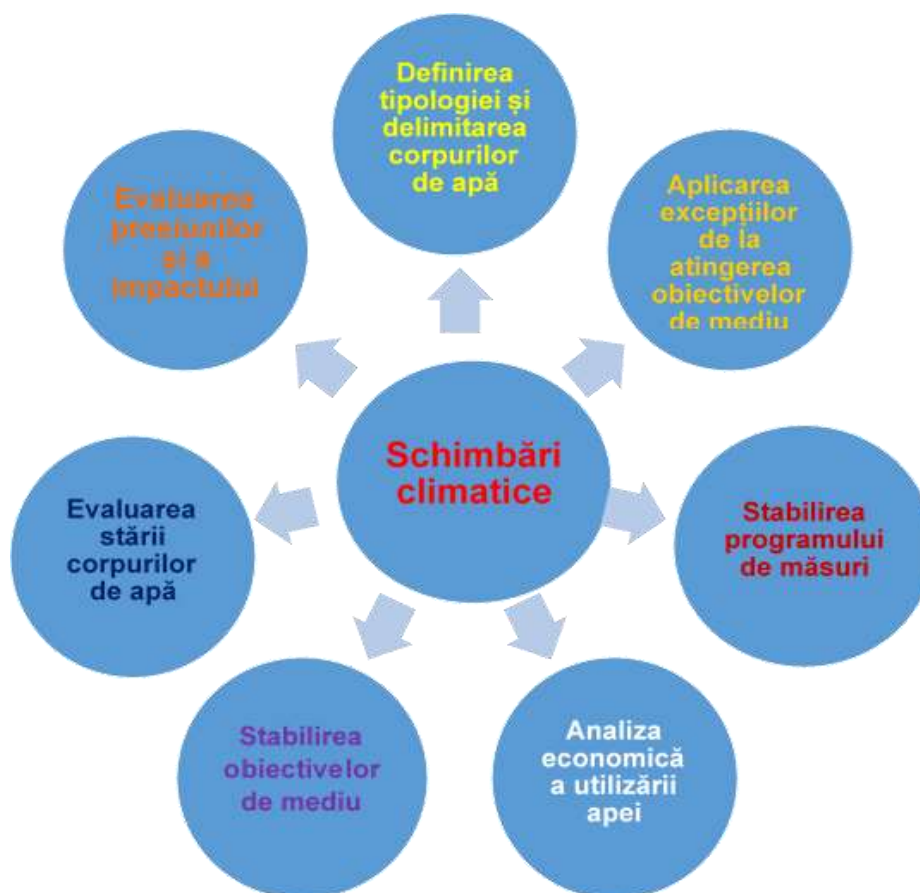 Definirea
tipologiei și
delimitarea
corpurilor
de apă
Aplicarea
excepțiilor
de la
atingerea
obiectivelor
de mediu
Stabilirea
programului
de măsuri
Analiza
economică
a utilizării
apei
Stabilirea
obiectivelor
de mediu
Evaluarea
stării
corpurilor
de apă
Evaluarea
presiunilor
și a
impactului
Schimbări
climatice